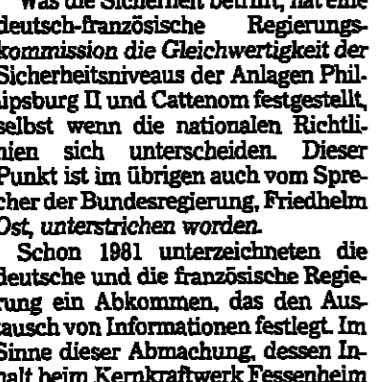 Was die Sicherheit betrifft, hat eine
deutsch-französische Regierungs-
kommission die Gleichwertigkeit der
Sicherheitsniveaus der Anlagen Phil-
ipsburg II und Cattenom festgestellt,
selbst wenn die nationalen Richtli-
nien sich unterscheiden. Dieser
Punkt ist im übrigen auch vom Spre-
cher der Bundesregierung, Friedhelm
Ost, unterstrichen worden.
Schon 1981 unterzeichneten die
deutsche und die französische Regie-
rung ein Abkommen, das den Aus-
tausch von Informationen festlegt. Im
Sinne dieser Abmachung, dessen In-
halt beim Kernkraftwerk Fessenheim